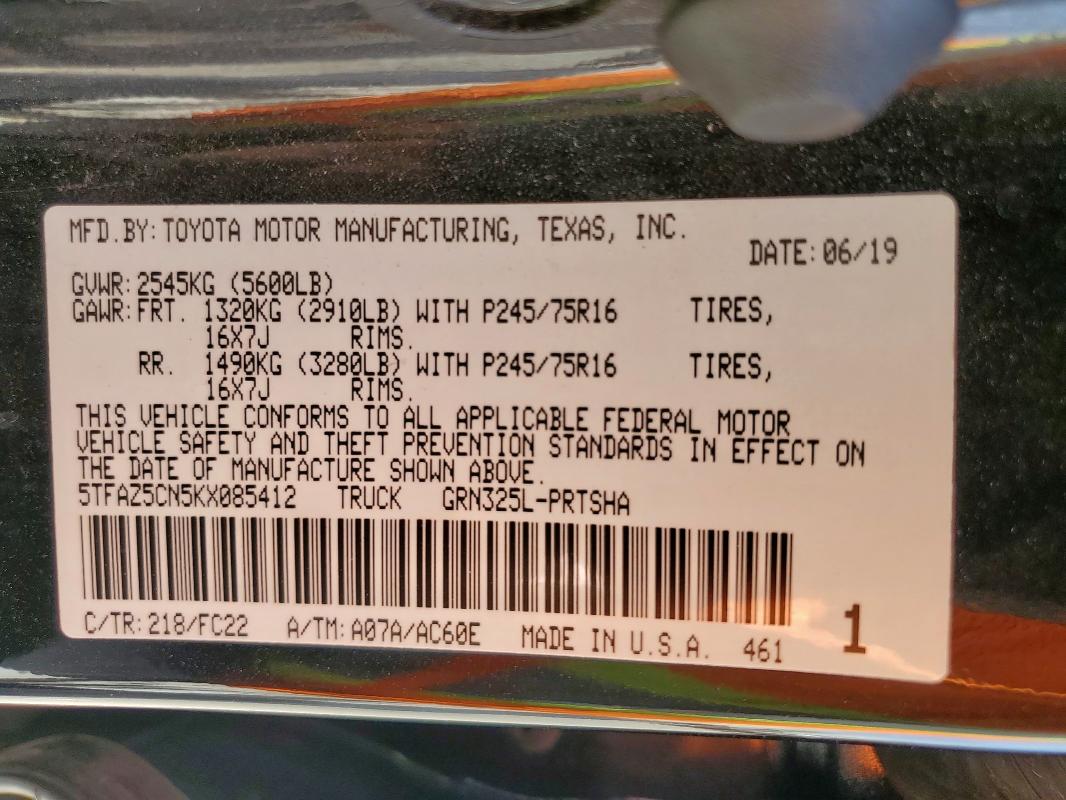 MFD.BY: TOYOTA MOTOR MANUFACTURING, TEXAS, INC.
DATE: 06/19
GVWR: 2545KG (5600LB)
GAWR: FRT. 1320KG (2910LB) WITH P245/75R16 TIRES,
16X7J RIMS.
RR. 1490KG (3280LB) WITH P245/75R16 TIRES,
16X7J RIMS.
THIS VEHICLE CONFORMS TO ALL APPLICABLE FEDERAL MOTOR
VEHICLE SAFETY AND THEFT PREVENTION STANDARDS IN EFFECT ON
THE DATE OF MANUFACTURE SHOWN ABOVE.
5TFAZ5CN5KX085412 TRUCK GRN325L-PRTSHA
C/TR: 218/FC22 A/TM: A07A/AC60E MADE IN U.S.A. 461 1